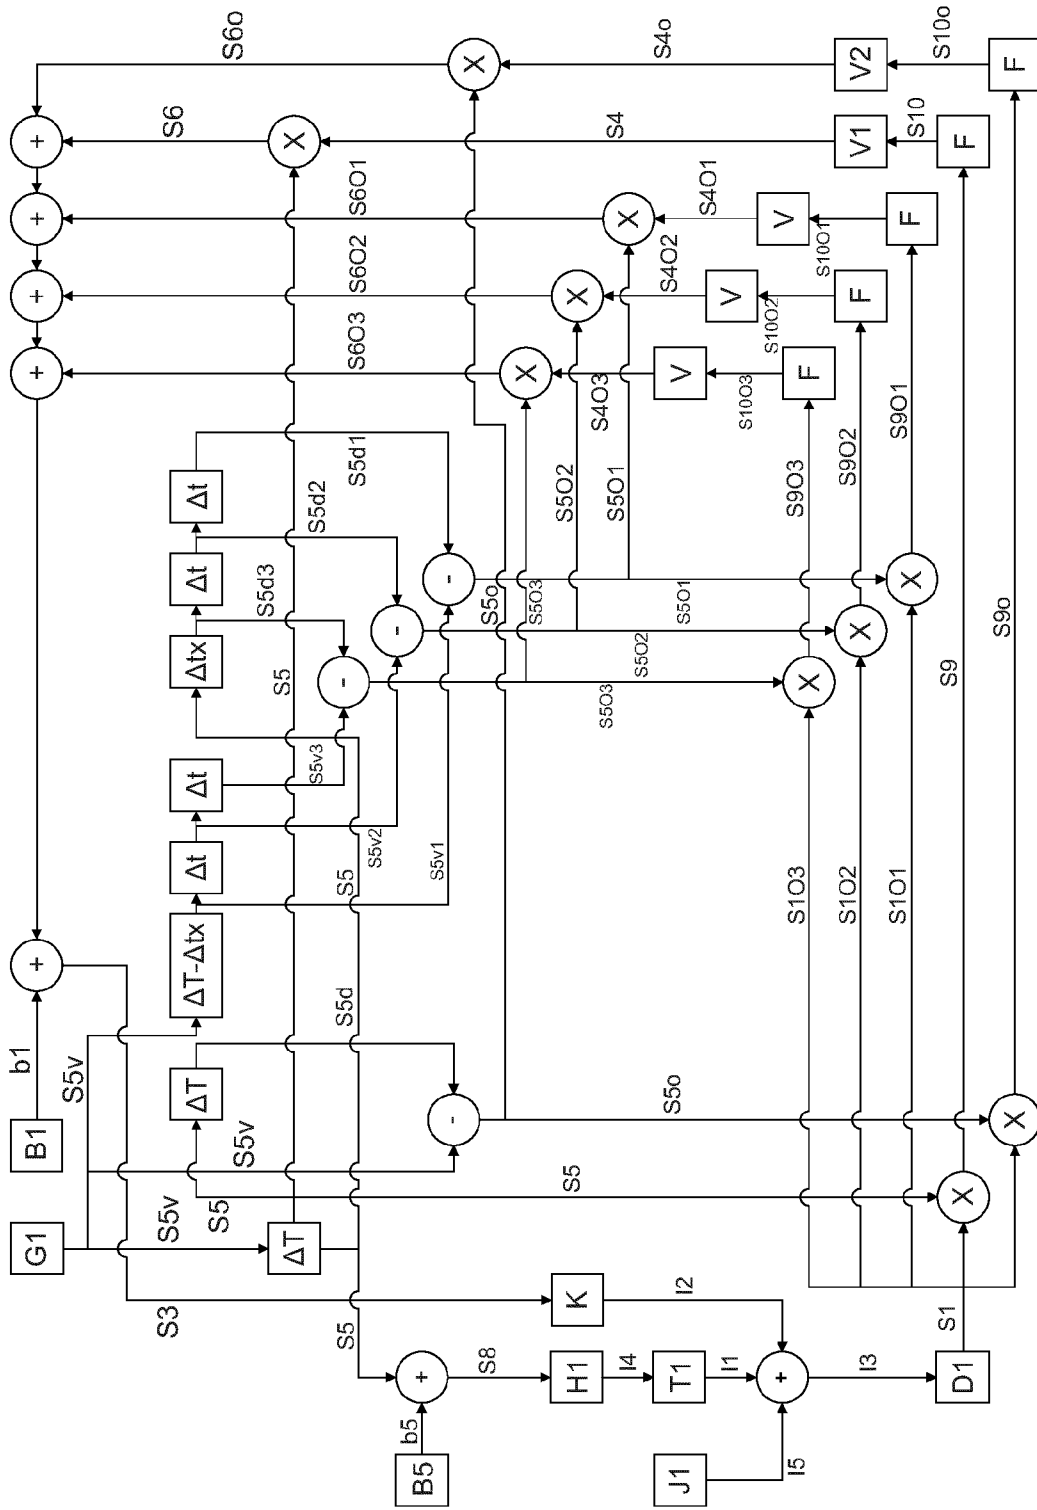 b1
G1
B1
+
+
+
+
+
S5v
S3
S5v
ΔT
ΔT-Δtx
Δt
Δt
Δtx
Δt
Δt
S5
S5v
S6o
S6
S5d3
S5
ΔT
X
S5v3
S5d2
S5
S5d
S5
-
S5d1
S6O3
S6O2
S6O1
S5v2
-
b5
+
B5
S5v1
-
-
X
S8
S5o
X
S5O3
S5O2
H1
K
X
S5O3
S4O3
S5O1
S4
I4
X
S5O2
S4o
S5o
S4O2
J1
T1
V
I2
S5O1
S4O1
I1
V
S10O3
S10O2
+
V
I5
S1O3
S9O3
X
F
S10O1
S1O2
S9O2
X
F
V1
V2
I3
S1O1
S9O1
X
F
S10
S10o
S1
S9
D1
X
F
S9o
X
F